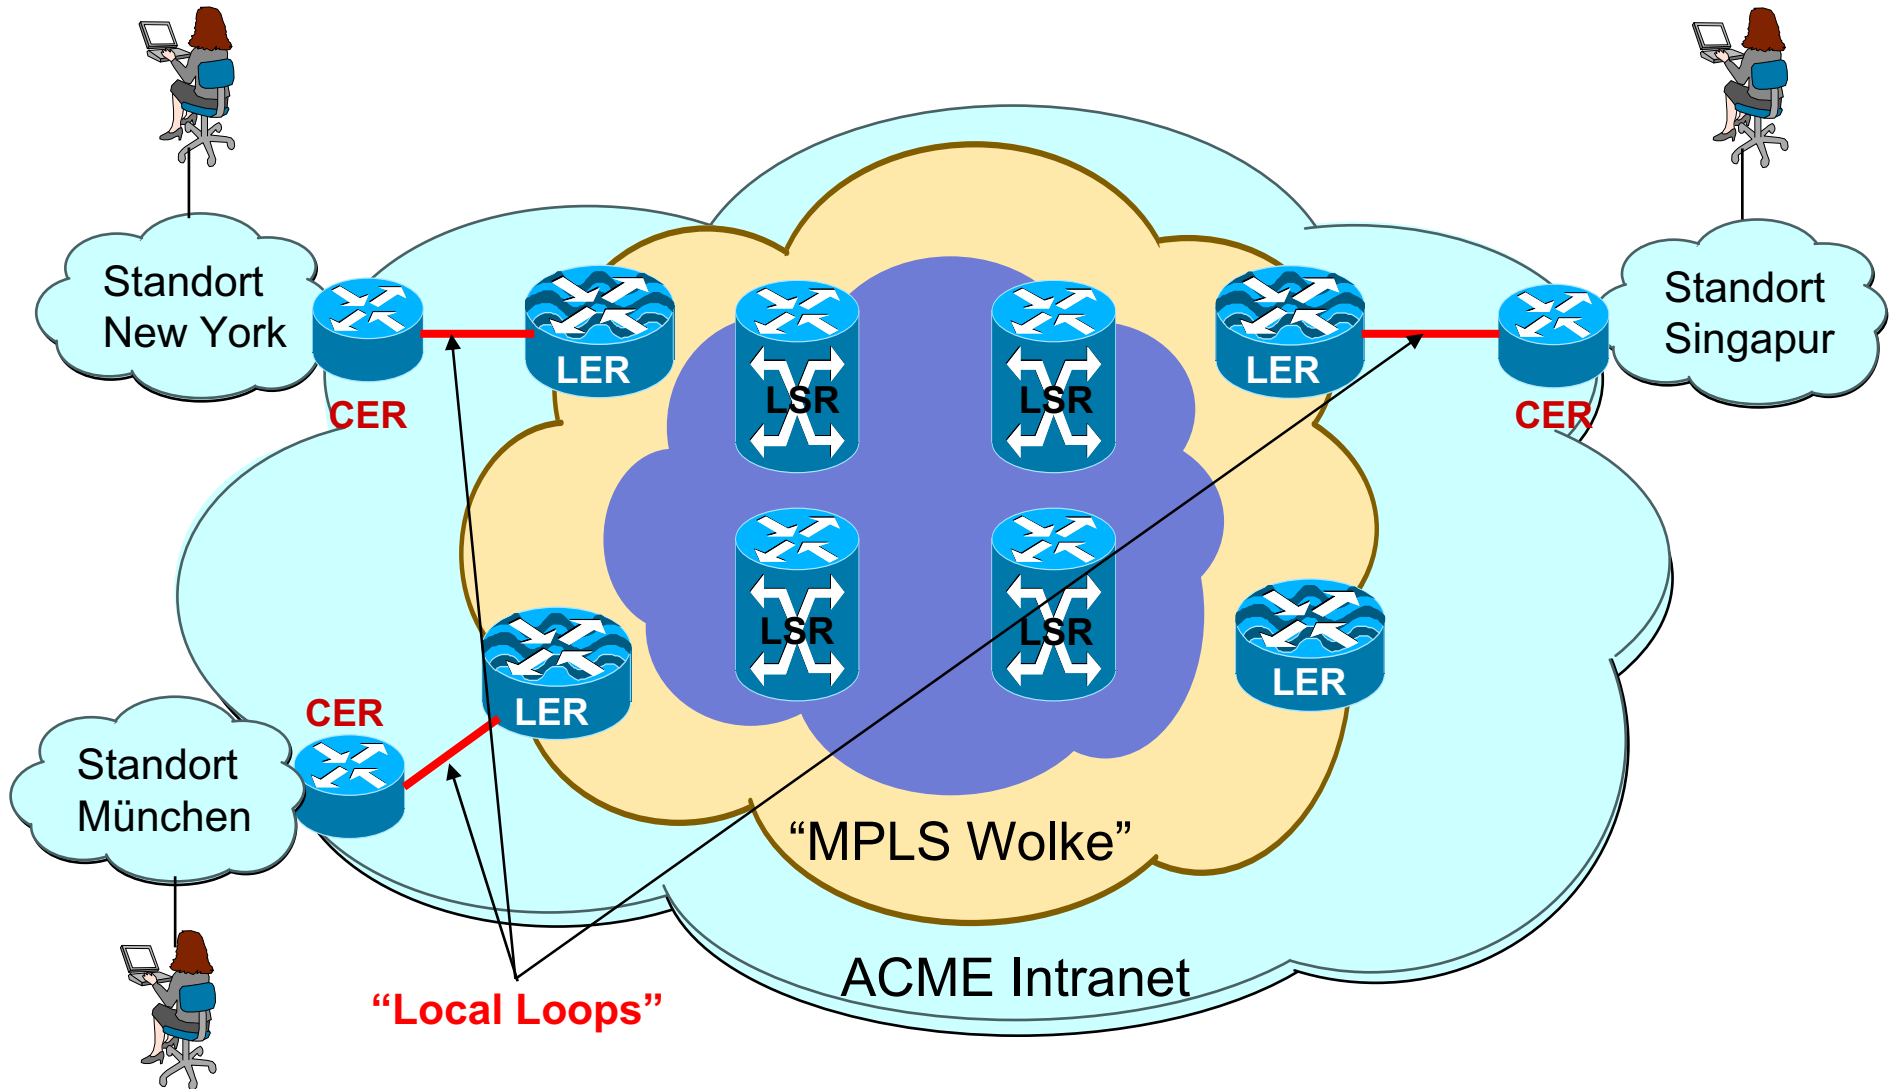 Standort
New York
Standort
Singapur
LER
LER
LSR
LSR
CER
CER
LSR
LSR
LER
LER
CER
Standort
München
“MPLS Wolke”
ACME Intranet
“Local Loops”